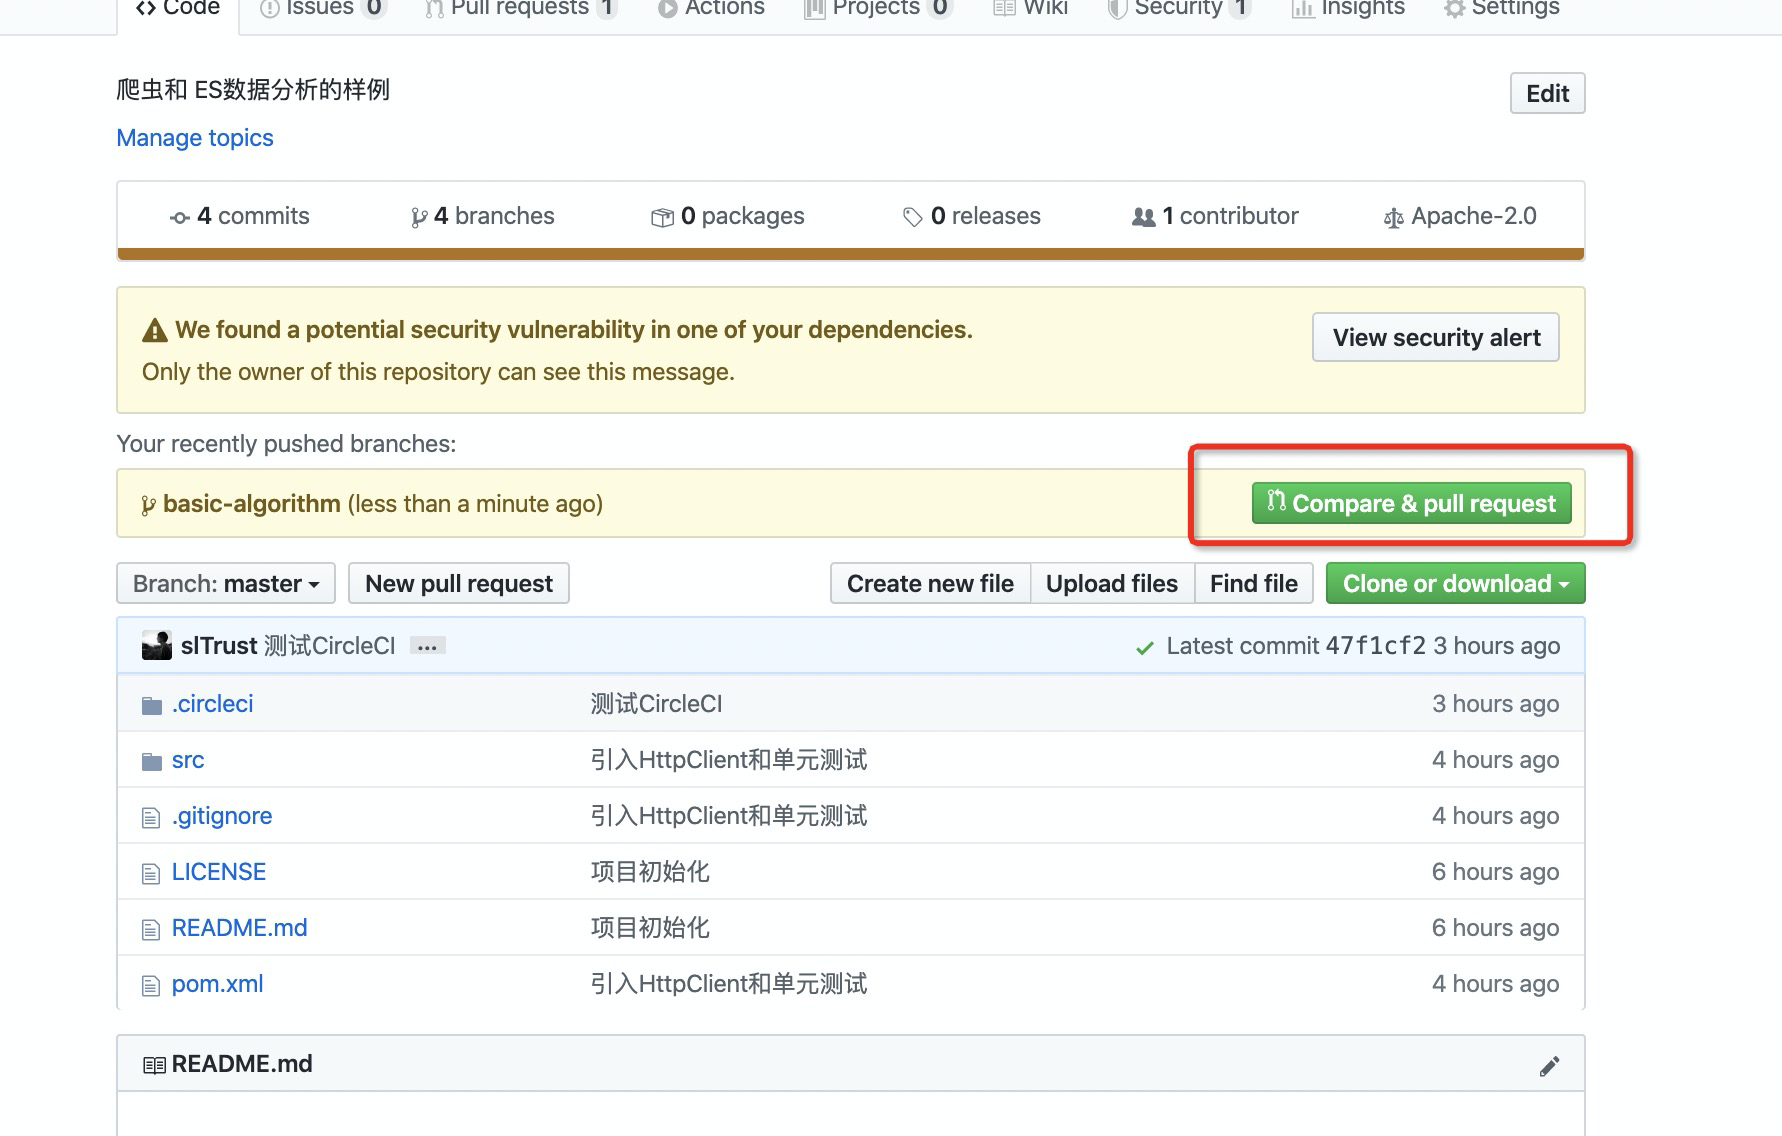 Code Issues 0 Pull requests 1 Actions Projects 0 Wiki Security 1 Insights Settings
爬虫和 ES数据分析的样例
Edit
Manage topics
4 commits 4 branches 0 packages 0 releases 1 contributor Apache-2.0
We found a potential security vulnerability in one of your dependencies.
Only the owner of this repository can see this message.
View security alert
Your recently pushed branches:
basic-algorithm (less than a minute ago) Compare & pull request
Branch: master New pull request Create new file Upload files Find file Clone or download
slTrust 测试CircleCI ... Latest commit 47f1cf2 3 hours ago
.circleci 测试CircleCI 3 hours ago
src 引入HttpClient和单元测试 4 hours ago
.gitignore 引入HttpClient和单元测试 4 hours ago
LICENSE 项目初始化 6 hours ago
README.md 项目初始化 6 hours ago
pom.xml 引入HttpClient和单元测试 4 hours ago
README.md